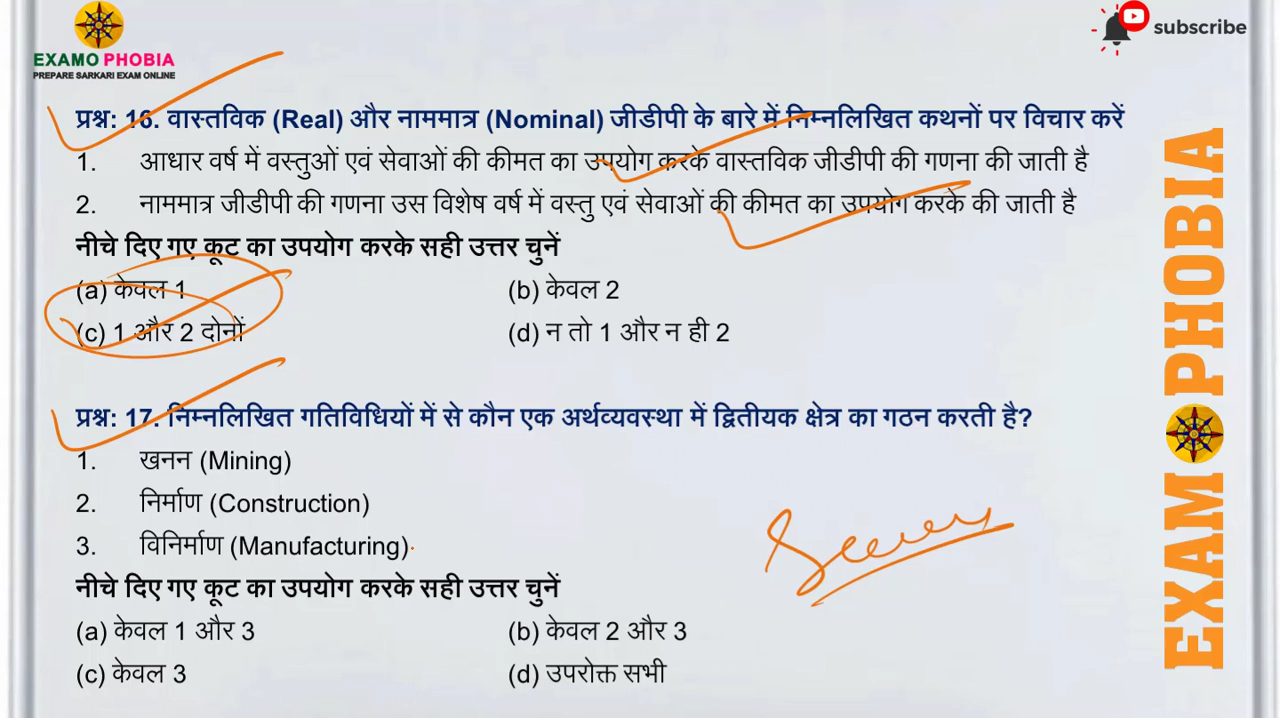 EXAMO PHOBIA
PREPARE SARKARI EXAM ONLINE
subscribe
प्रश्न: 16. वास्तविक (Real) और नाममात्र (Nominal) जीडीपी के बारे में निम्नलिखित कथनों पर विचार करें
1. आधार वर्ष में वस्तुओं एवं सेवाओं की कीमत का उपयोग करके वास्तविक जीडीपी की गणना की जाती है
2. नाममात्र जीडीपी की गणना उस विशेष वर्ष में वस्तु एवं सेवाओं की कीमत का उपयोग करके की जाती है
नीचे दिए गए कूट का उपयोग करके सही उत्तर चुनें
(a) केवल 1 (b) केवल 2
(c) 1 और 2 दोनों (d) न तो 1 और न ही 2
प्रश्न: 17. निम्नलिखित गतिविधियों में से कौन एक अर्थव्यवस्था में द्वितीयक क्षेत्र का गठन करती है?
1. खनन (Mining)
2. निर्माण (Construction)
3. विनिर्माण (Manufacturing)
नीचे दिए गए कूट का उपयोग करके सही उत्तर चुनें
(a) केवल 1 और 3 (b) केवल 2 और 3
(c) केवल 3 (d) उपरोक्त सभी
EXAMO PHOBIA